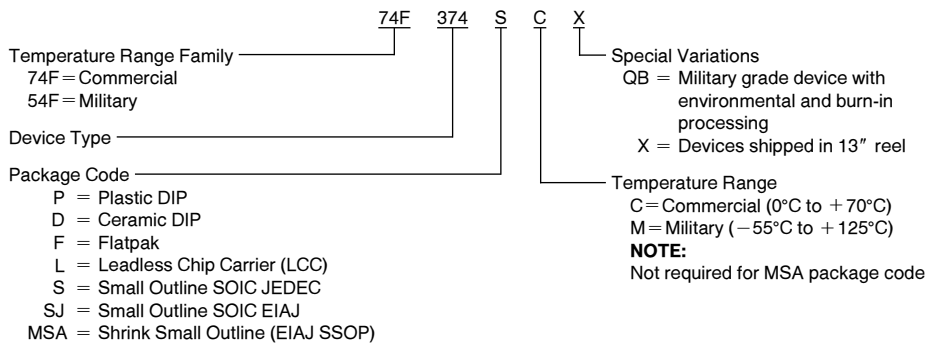 74F 374 S C X
Temperature Range Family
74F = Commercial
54F = Military
Device Type
Package Code
P = Plastic DIP
D = Ceramic DIP
F = Flatpak
L = Leadless Chip Carrier (LCC)
S = Small Outline SOIC JEDEC
SJ = Small Outline SOIC EIAJ
MSA = Shrink Small Outline (EIAJ SSOP)
Special Variations
QB = Military grade device with
environmental and burn-in
processing
X = Devices shipped in 13″ reel
Temperature Range
C = Commercial (0°C to +70°C)
M = Military (−55°C to +125°C)
NOTE:
Not required for MSA package code